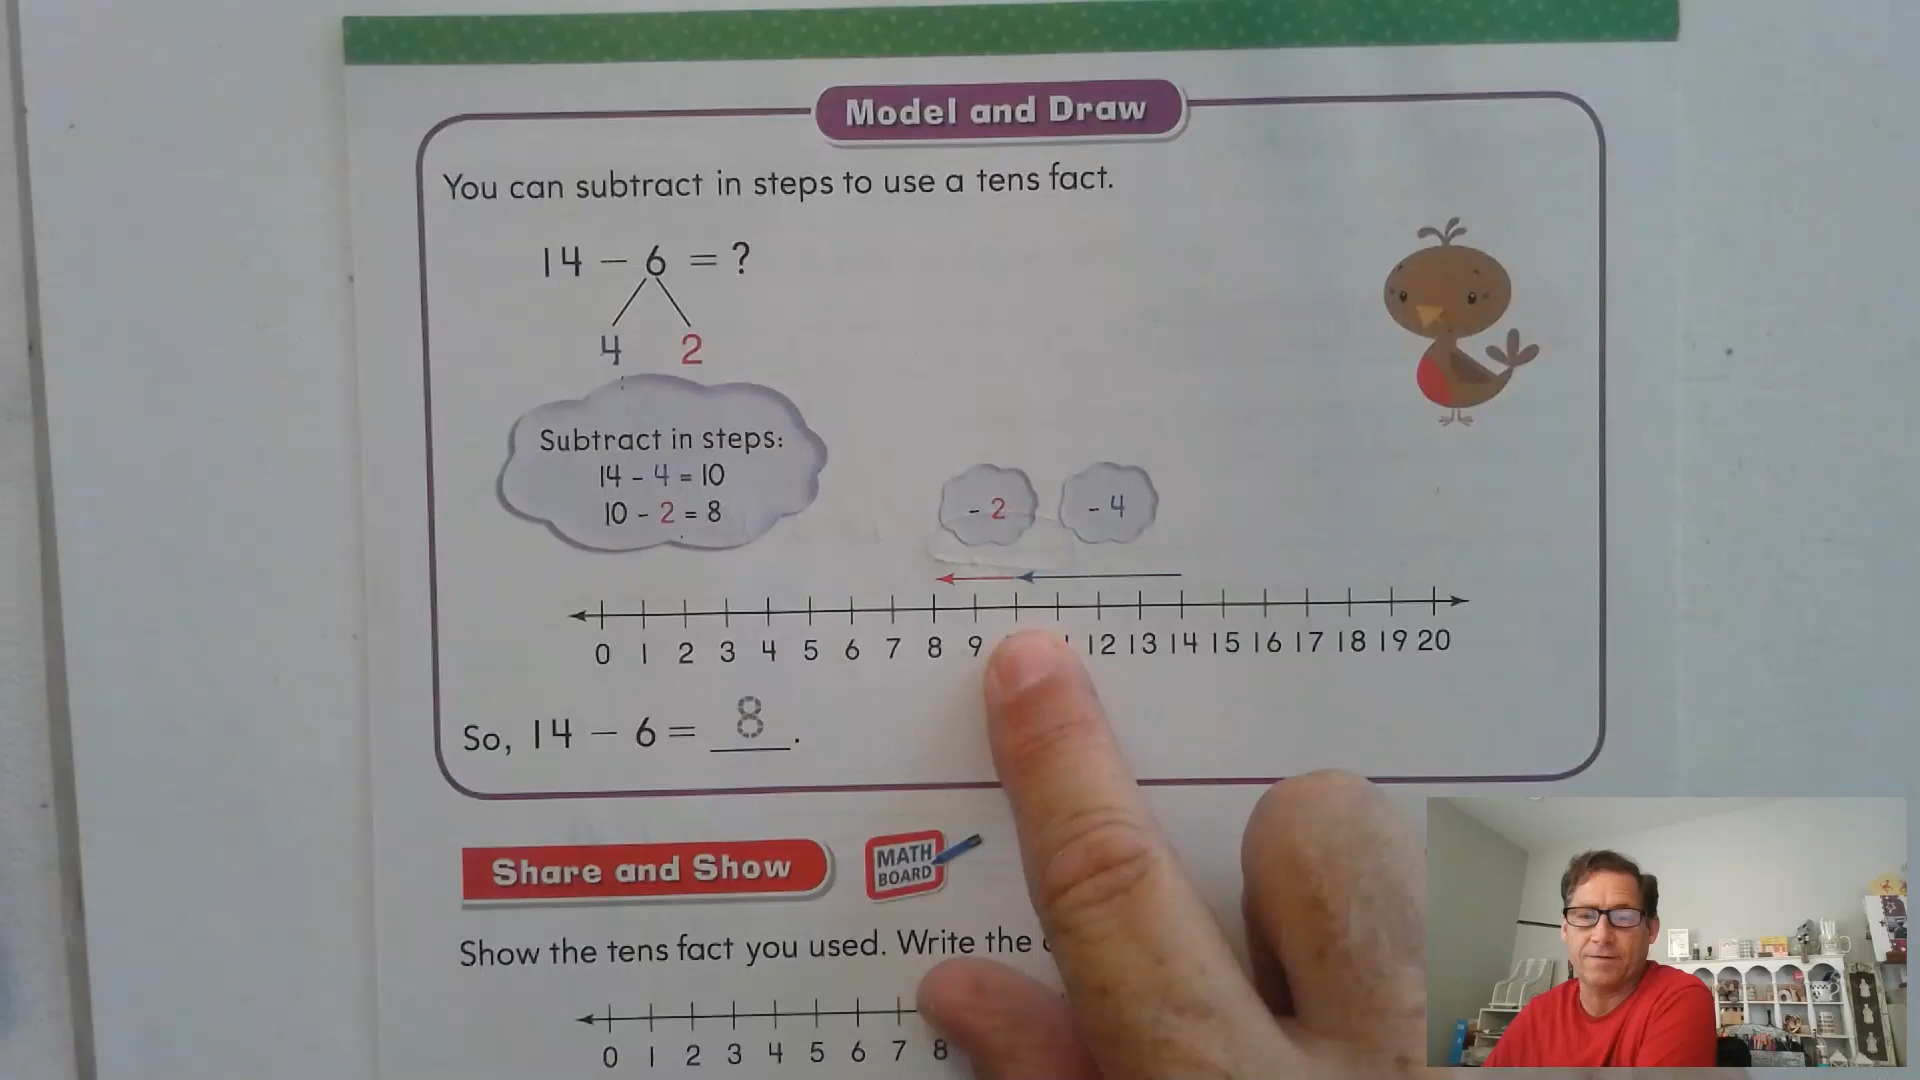 Model and Draw
You can subtract in steps to use a tens fact.
14 − 6 = ?
4 2
Subtract in steps:
14 - 4 = 10
10 - 2 = 8
- 2 - 4
0 1 2 3 4 5 6 7 8 9 12 13 14 15 16 17 18 19 20
So, 14 − 6 = 8.
Share and Show
MATH
BOARD
Show the tens fact you used. Write the
0 1 2 3 4 5 6 7 8